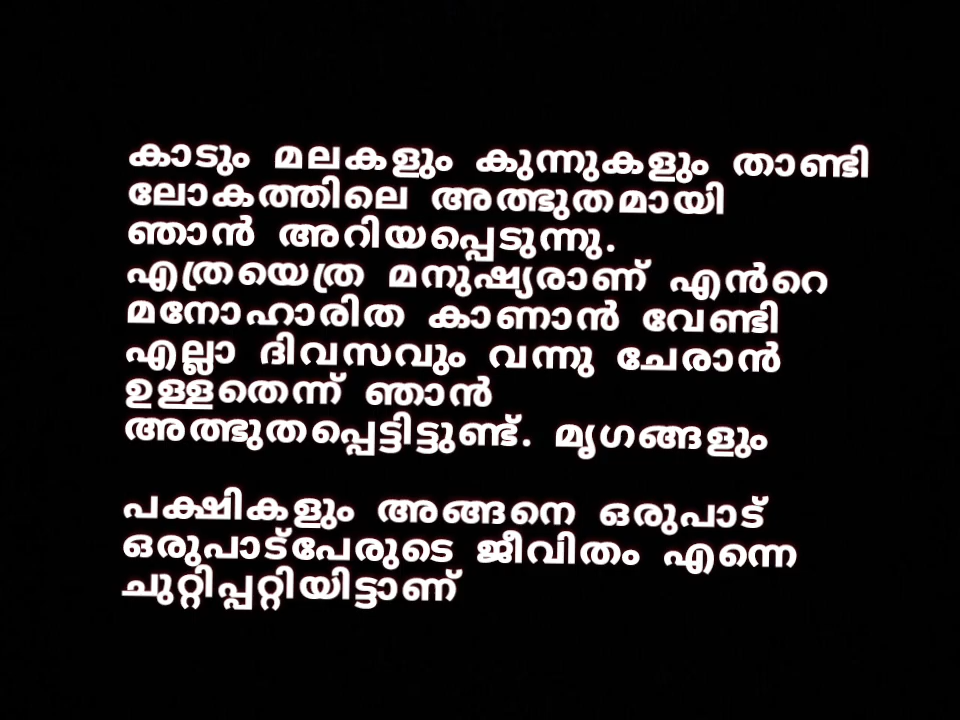 കാടും മലകളും കുന്നുകളും താണ്ടി
ലോകത്തിലെ അത്ഭുതമായി
ഞാൻ അറിയപ്പെടുന്നു.
എത്രയെത്ര മനുഷ്യരാണ് എൻറെ
മനോഹാരിത കാണാൻ വേണ്ടി
എല്ലാ ദിവസവും വന്നു ചേരാൻ
ഉള്ളതെന്ന് ഞാൻ
അത്ഭുതപ്പെട്ടിട്ടുണ്ട്. മൃഗങ്ങളും
പക്ഷികളും അങ്ങനെ ഒരുപാട്
ഒരുപാട്പേരുടെ ജീവിതം എന്നെ
ചുറ്റിപ്പറ്റിയിട്ടാണ്